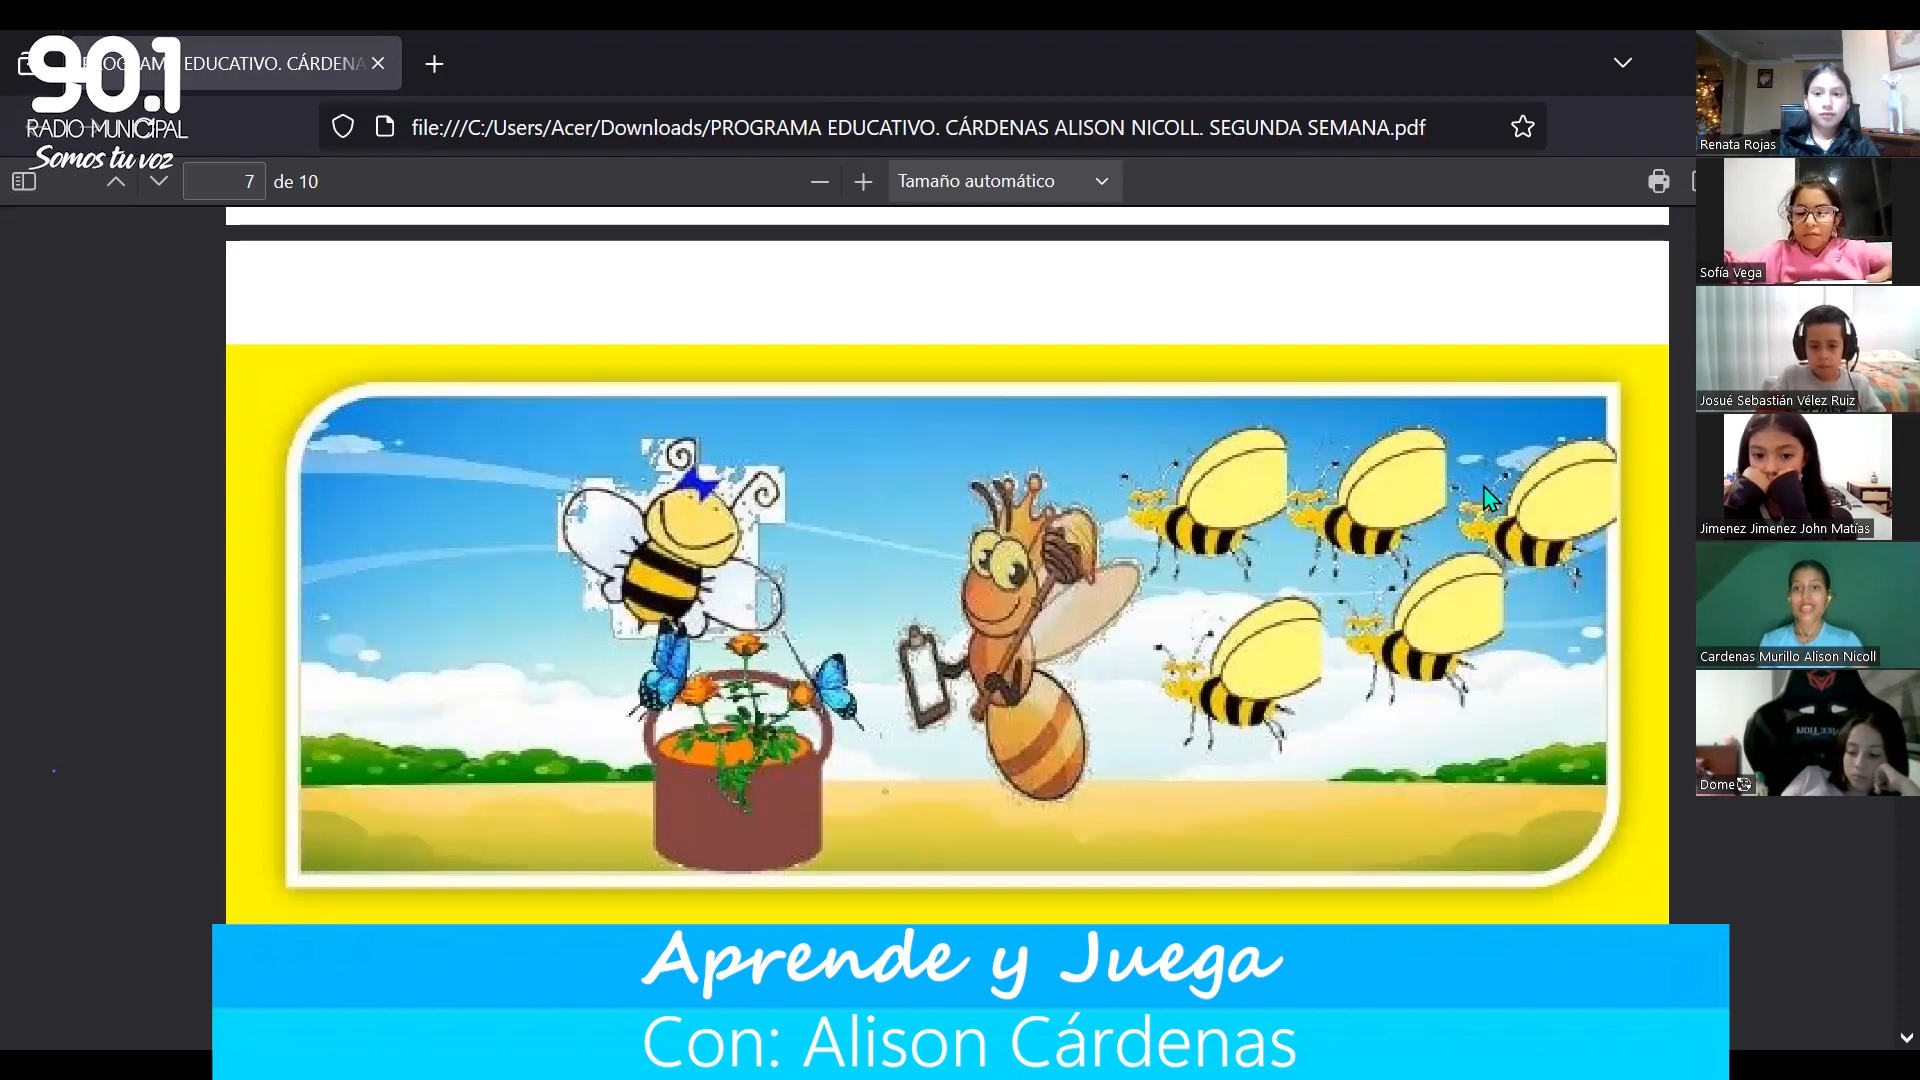 90.1
RADIO MUNICIPAL
Somos tu voz
EDUCATIVO. CÁRDENA
file:///C:/Users/Acer/Downloads/PROGRAMA EDUCATIVO. CÁRDENAS ALISON NICOLL. SEGUNDA SEMANA.pdf
7 de 10
Tamaño automático
Renata Rojas
Sofía Vega
Josué Sebastián Vélez Ruiz
Jimenez Jimenez John Matías
Cardenas Murillo Alison Nicoll
Dome
Aprende y Juega
Con: Alison Cárdenas